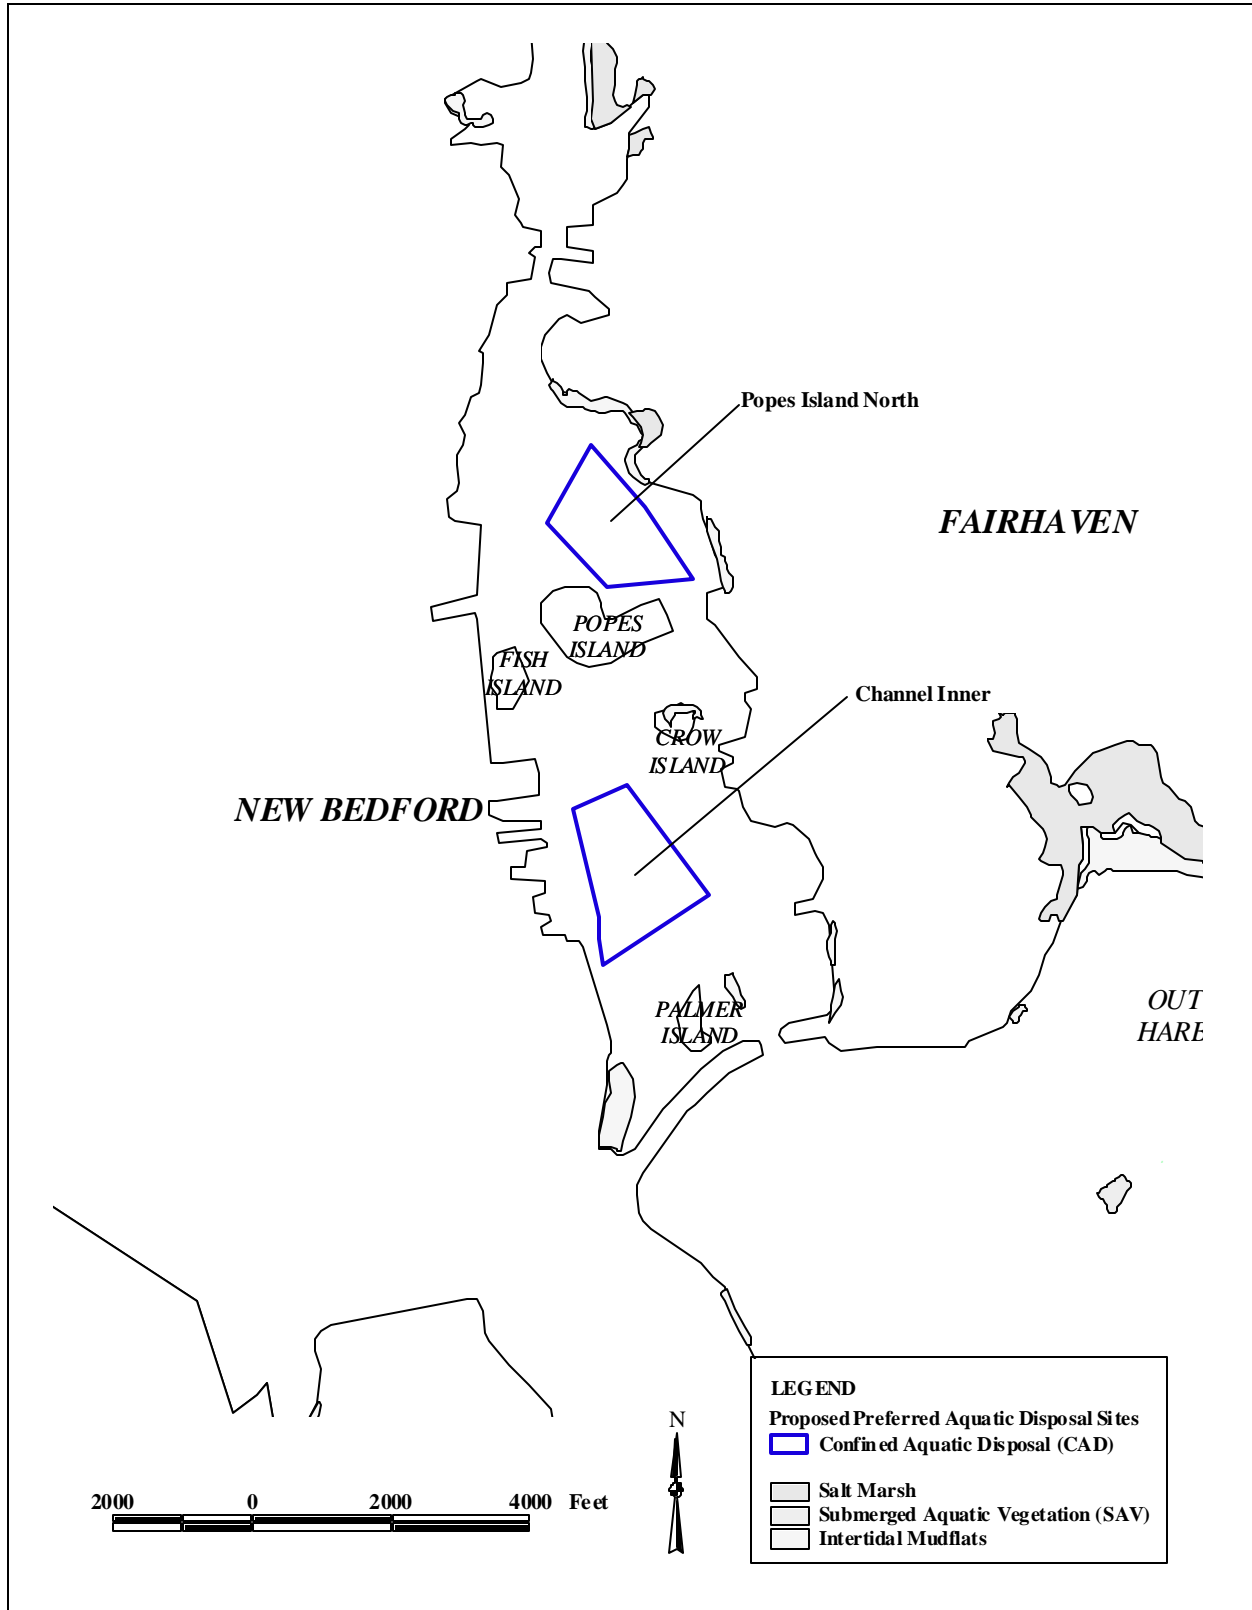 Popes Island North
FAIRHAVEN
POPES
ISLAND
FISH
ISLAND
Channel Inner
CROW
ISLAND
NEW BEDFORD
PALMER
ISLAND
OUT
HARB
LEGEND
Proposed Preferred Aquatic Disposal Sites
Confined Aquatic Disposal (CAD)
Salt Marsh
Submerged Aquatic Vegetation (SAV)
Intertidal Mudflats
N
2000 0 2000 4000 Feet